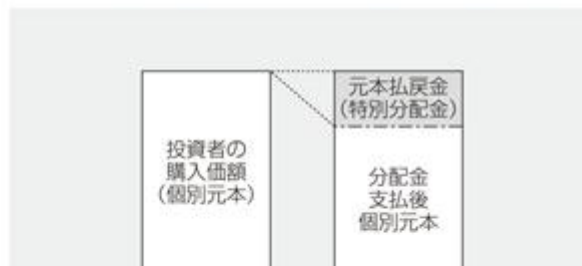 投資者の
購入価額
(個別元本)
元本払戻金
(特別分配金)
分配金
支払後
個別元本